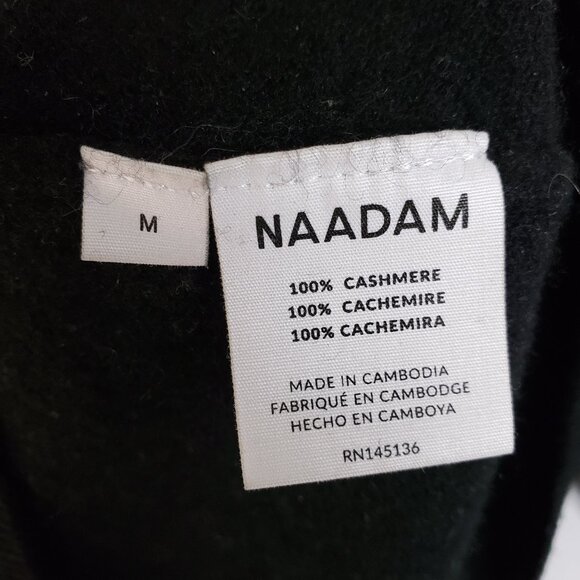 M
NAADAM
100% CASHMERE
100% CACHEMIRE
100% CACHEMIRA
MADE IN CAMBODIA
FABRIQUÉ EN CAMBODGE
HECHO EN CAMBOYA
RN145136